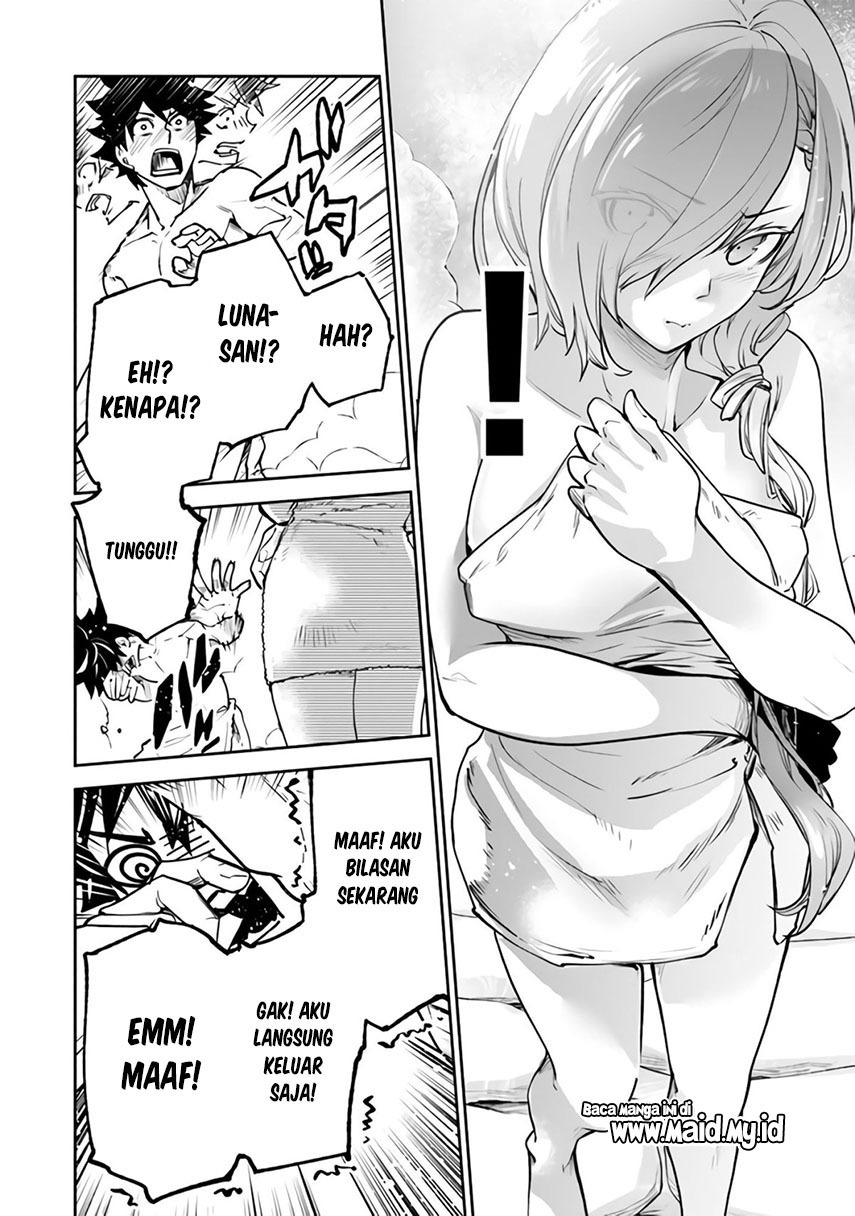 !
HAH?
LUNA-
SAN!?
EH!?
KENAPA!?
TUNGGU!!
MAAF! AKU
BILASAN
SEKARANG
GAK! AKU
LANGSUNG
KELUAR
SAJA!
EMM!
MAAF!
Baca manga ini di
www.Maid.My.id